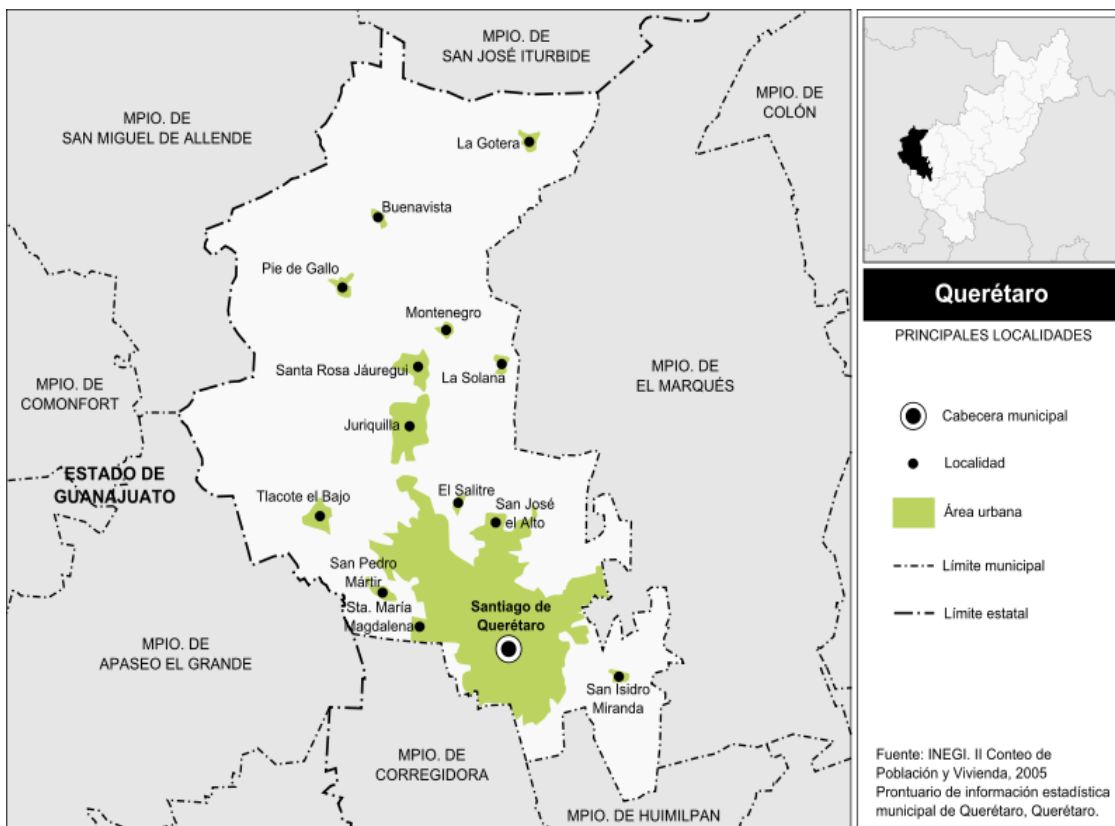 MPIO. DE
SAN JOSÉ ITURBIDE
MPIO. DE
COLÓN
MPIO. DE
SAN MIGUEL DE ALLENDE
La Gotera
Buenavista
Pie de Gallo
Montenegro
Santa Rosa Jáuregui
La Solana
MPIO. DE
EL MARQUÉS
MPIO. DE
COMONFORT
Juriquilla
ESTADO DE
GUANAJUATO
Tlacote el Bajo
El Salitre
San José
el Alto
San Pedro
Mártir
Sta. María
Magdalena
Santiago de
Querétaro
MPIO. DE
APASEO EL GRANDE
San Isidro
Miranda
MPIO. DE
CORREGIDORA
MPIO. DE HUIMILPAN
Querétaro
PRINCIPALES LOCALIDADES
Cabecera municipal
Localidad
Área urbana
Límite municipal
Límite estatal
Fuente: INEGI. II Conteo de
Población y Vivienda, 2005
Prontuario de información estadística
municipal de Querétaro, Querétaro.